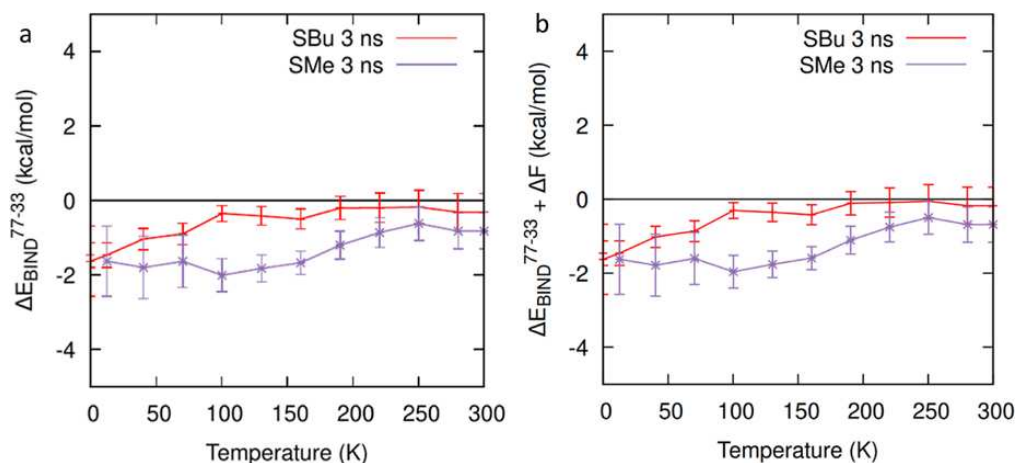 a
SBu 3 ns
SMe 3 ns
ΔE_BIND^77-33 (kcal/mol)
4
2
0
-2
-4
0 50 100 150 200 250 300
Temperature (K)
b
SBu 3 ns
SMe 3 ns
ΔE_BIND^77-33 + ΔF (kcal/mol)
4
2
0
-2
-4
0 50 100 150 200 250 300
Temperature (K)